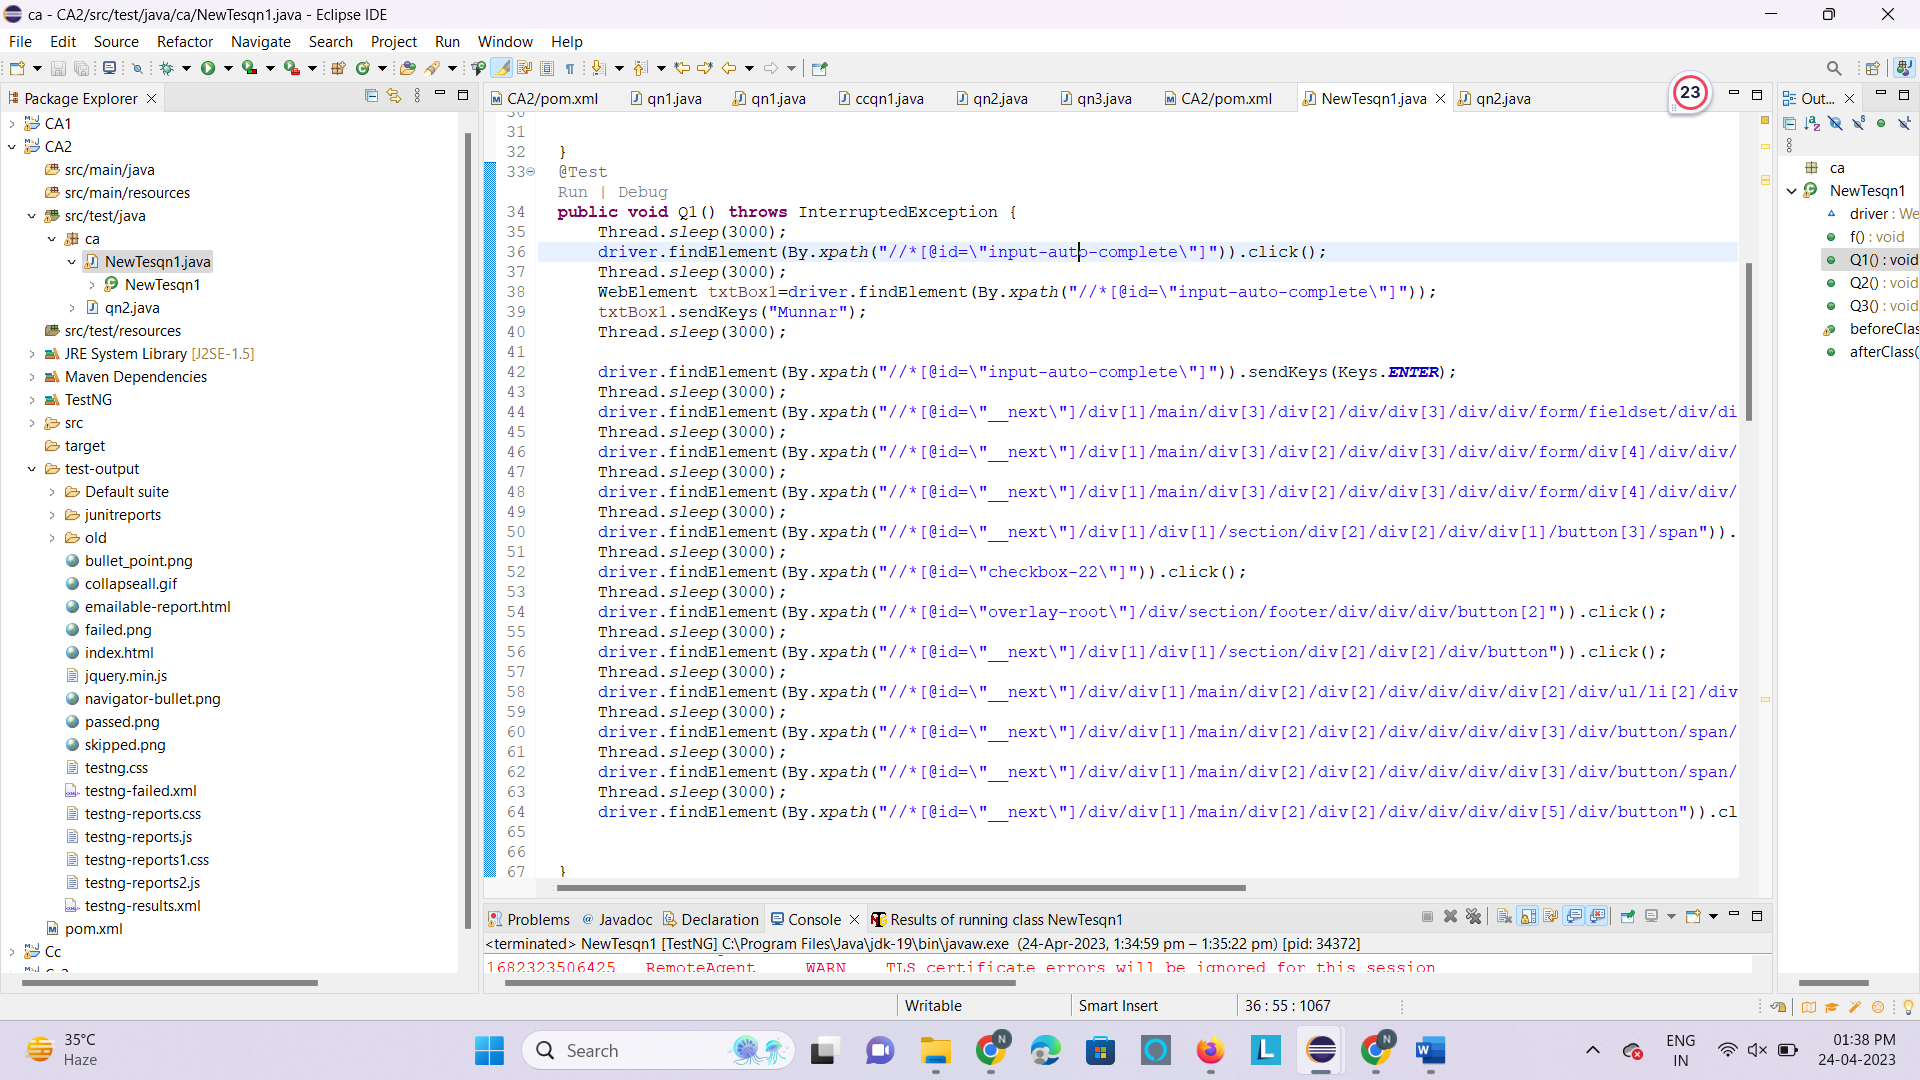 ca - CA2/src/test/java/ca/NewTesqn1.java - Eclipse IDE
File Edit Source Refactor Navigate Search Project Run Window Help
Package Explorer
CA2/pom.xml qn1.java qn1.java ccqn1.java qn2.java qn3.java CA2/pom.xml NewTesqn1.java qn2.java
23
Out...
CA1
CA2
src/main/java
src/main/resources
src/test/java
ca
NewTesqn1.java
NewTesqn1
qn2.java
src/test/resources
JRE System Library [J2SE-1.5]
Maven Dependencies
TestNG
src
target
test-output
Default suite
junitreports
old
bullet_point.png
collapseall.gif
emailable-report.html
failed.png
index.html
jquery.min.js
navigator-bullet.png
passed.png
skipped.png
testng.css
testng-failed.xml
testng-reports.css
testng-reports.js
testng-reports1.css
testng-reports2.js
testng-results.xml
pom.xml
Cc
30
31
32 }
33 @Test
Run | Debug
34 public void Q1() throws InterruptedException {
35 Thread.sleep(3000);
36 driver.findElement(By.xpath("//*[@id=\"input-auto-complete\"]")).click();
37 Thread.sleep(3000);
38 WebElement txtBox1=driver.findElement(By.xpath("//*[@id=\"input-auto-complete\"]"));
39 txtBox1.sendKeys("Munnar");
40 Thread.sleep(3000);
41
42 driver.findElement(By.xpath("//*[@id=\"input-auto-complete\"]")).sendKeys(Keys.ENTER);
43 Thread.sleep(3000);
44 driver.findElement(By.xpath("//*[@id=\"__next\"]/div[1]/main/div[3]/div[2]/div/div[3]/div/div/form/fieldset/div/di
45 Thread.sleep(3000);
46 driver.findElement(By.xpath("//*[@id=\"__next\"]/div[1]/main/div[3]/div[2]/div/div[3]/div/div/form/div[4]/div/div/
47 Thread.sleep(3000);
48 driver.findElement(By.xpath("//*[@id=\"__next\"]/div[1]/main/div[3]/div[2]/div/div[3]/div/div/form/div[4]/div/div/
49 Thread.sleep(3000);
50 driver.findElement(By.xpath("//*[@id=\"__next\"]/div[1]/div[1]/section/div[2]/div[2]/div/div[1]/button[3]/span")).
51 Thread.sleep(3000);
52 driver.findElement(By.xpath("//*[@id=\"checkbox-22\"]")).click();
53 Thread.sleep(3000);
54 driver.findElement(By.xpath("//*[@id=\"overlay-root\"]/div/section/footer/div/div/div/button[2]")).click();
55 Thread.sleep(3000);
56 driver.findElement(By.xpath("//*[@id=\"__next\"]/div[1]/div[1]/section/div[2]/div[2]/div/button")).click();
57 Thread.sleep(3000);
58 driver.findElement(By.xpath("//*[@id=\"__next\"]/div/div[1]/main/div[2]/div[2]/div/div/div/div[2]/div/ul/li[2]/div
59 Thread.sleep(3000);
60 driver.findElement(By.xpath("//*[@id=\"__next\"]/div/div[1]/main/div[2]/div[2]/div/div/div/div[3]/div/button/span/
61 Thread.sleep(3000);
62 driver.findElement(By.xpath("//*[@id=\"__next\"]/div/div[1]/main/div[2]/div[2]/div/div/div/div[3]/div/button/span/
63 Thread.sleep(3000);
64 driver.findElement(By.xpath("//*[@id=\"__next\"]/div/div[1]/main/div[2]/div[2]/div/div/div/div[5]/div/button")).cl
65
66
67 }
ca
NewTesqn1
driver : We
f() : void
Q1() : void
Q2() : void
Q3() : void
beforeClas
afterClass(
Problems @ Javadoc Declaration Console Results of running class NewTesqn1
<terminated> NewTesqn1 [TestNG] C:\Program Files\Java\jdk-19\bin\javaw.exe (24-Apr-2023, 1:34:59 pm – 1:35:22 pm) [pid: 34372]
1682323506425 RemoteAgent WARN TLS certificate errors will be ignored for this session
Writable Smart Insert 36 : 55 : 1067
35°C
Haze
Search
ENG
IN
01:38 PM
24-04-2023